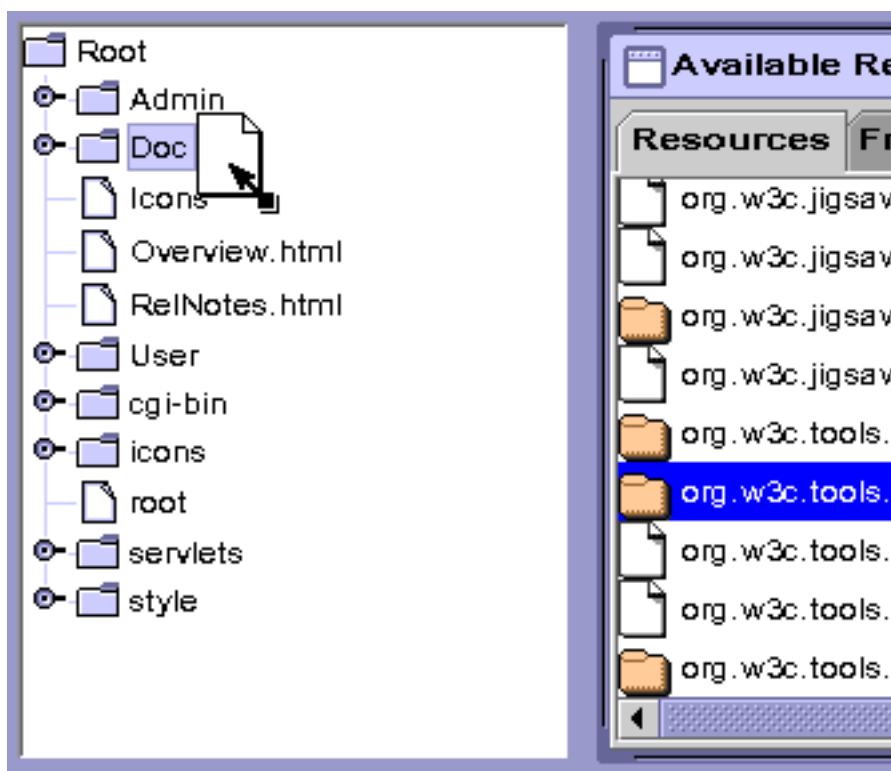 Root
Admin
Doc
Icons
Overview.html
RelNotes.html
User
cgi-bin
icons
root
servlets
style
Available Re
Resources Fr
org.w3c.jigsav
org.w3c.jigsav
org.w3c.jigsav
org.w3c.jigsav
org.w3c.tools.
org.w3c.tools.
org.w3c.tools.
org.w3c.tools.
org.w3c.tools.